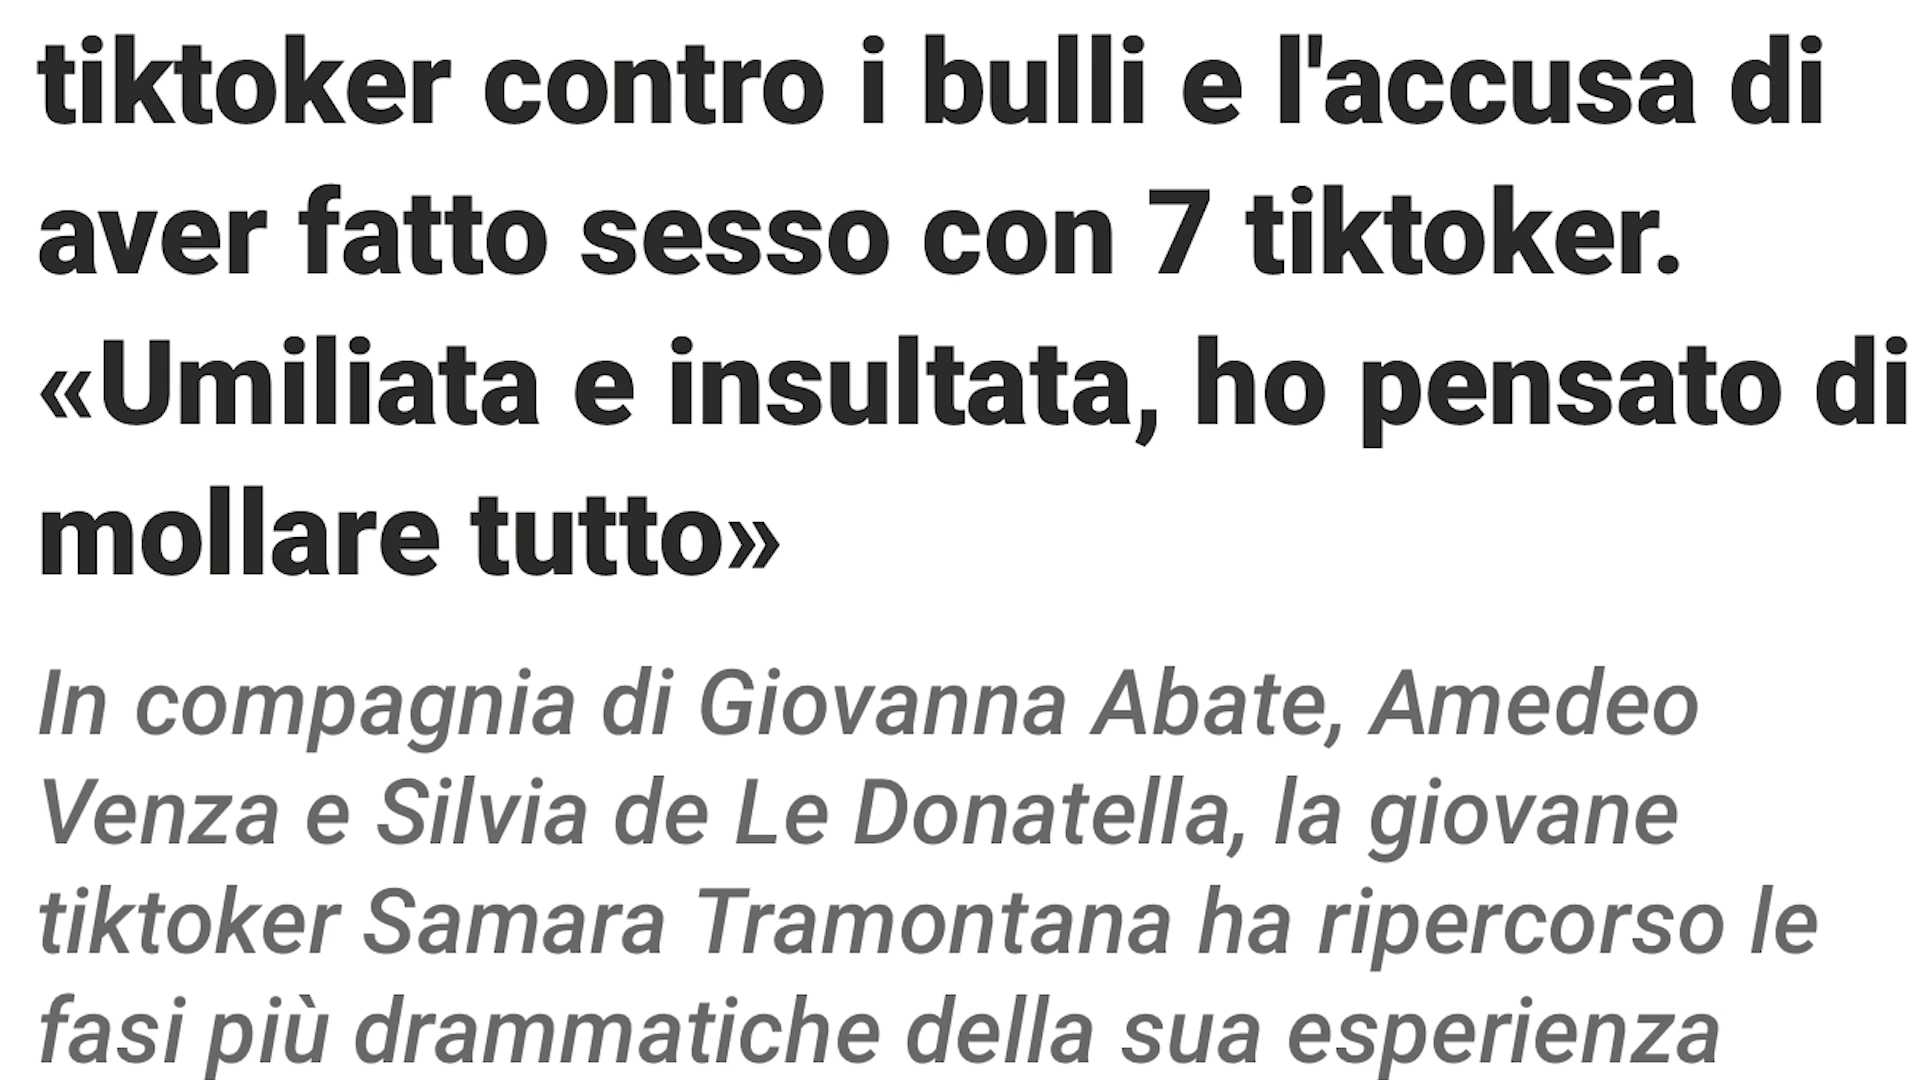 tiktoker contro i bulli e l'accusa di
aver fatto sesso con 7 tiktoker.
«Umiliata e insultata, ho pensato di
mollare tutto»
In compagnia di Giovanna Abate, Amedeo
Venza e Silvia de Le Donatella, la giovane
tiktoker Samara Tramontana ha ripercorso le
fasi più drammatiche della sua esperienza